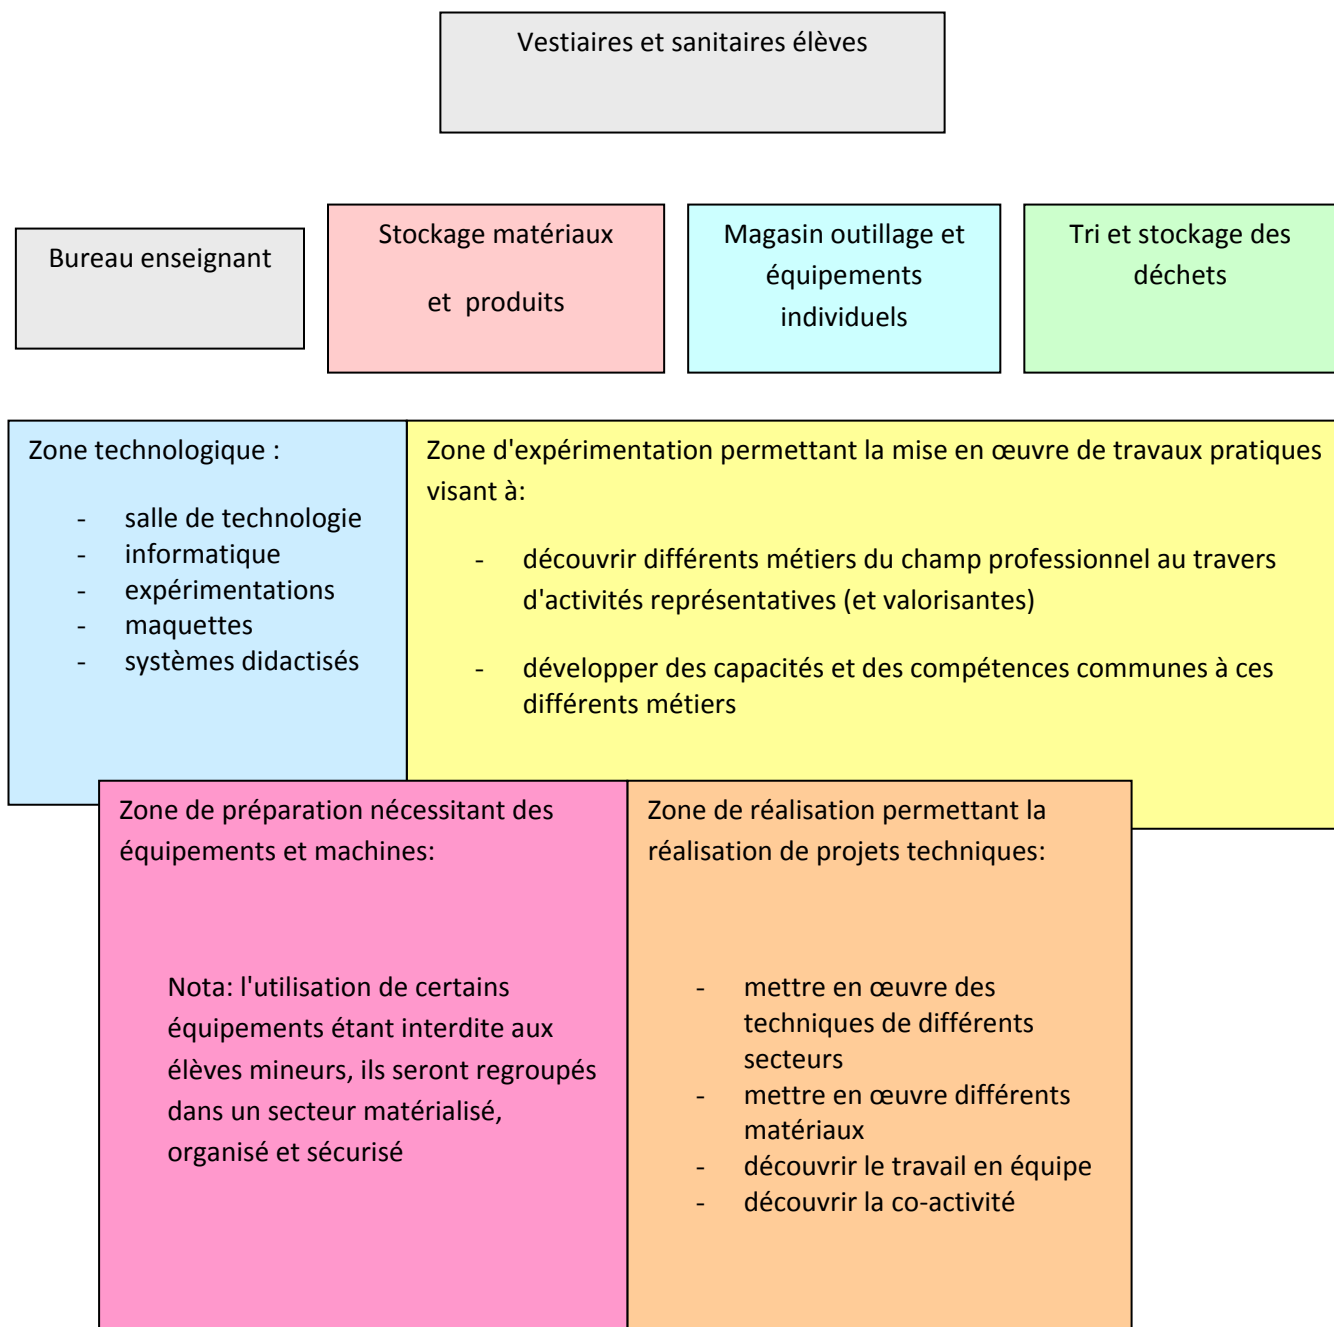 Vestiaires et sanitaires élèves
Bureau enseignant
Stockage matériaux
et produits
Magasin outillage et
équipements
individuels
Tri et stockage des
déchets
Zone technologique :
- salle de technologie
- informatique
- expérimentations
- maquettes
- systèmes didactisés
Zone d'expérimentation permettant la mise en œuvre de travaux pratiques
visant à:
- découvrir différents métiers du champ professionnel au travers
d'activités représentatives (et valorisantes)
- développer des capacités et des compétences communes à ces
différents métiers
Zone de préparation nécessitant des
équipements et machines:
Nota: l'utilisation de certains
équipements étant interdite aux
élèves mineurs, ils seront regroupés
dans un secteur matérialisé,
organisé et sécurisé
Zone de réalisation permettant la
réalisation de projets techniques:
- mettre en œuvre des
techniques de différents
secteurs
- mettre en œuvre différents
matériaux
- découvrir le travail en équipe
- découvrir la co-activité